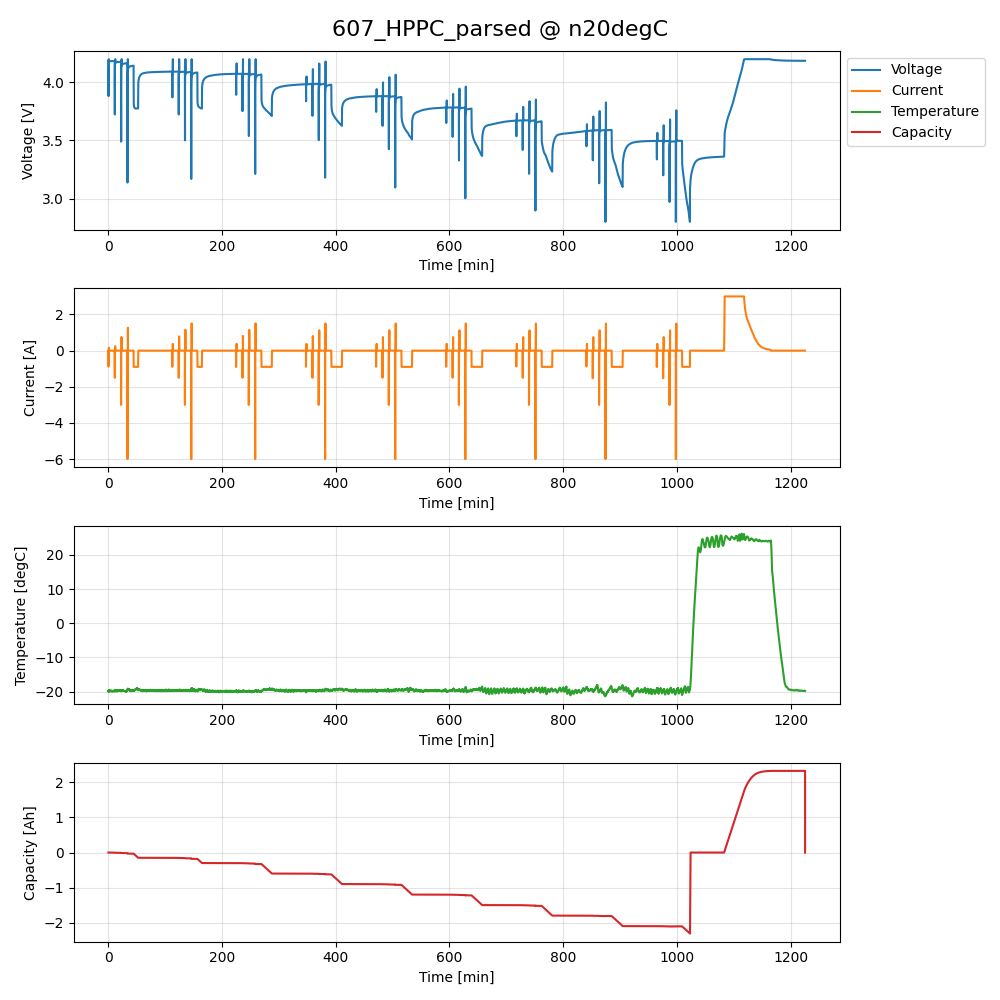 607_HPPC_parsed @ n20degC
Voltage [V]
4.0
3.5
3.0
0 200 400 600 800 1000 1200
Time [min]
Voltage
Current
Temperature
Capacity
Current [A]
2
0
−2
−4
−6
0 200 400 600 800 1000 1200
Time [min]
Temperature [degC]
20
10
0
−10
−20
0 200 400 600 800 1000 1200
Time [min]
Capacity [Ah]
2
1
0
−1
−2
0 200 400 600 800 1000 1200
Time [min]